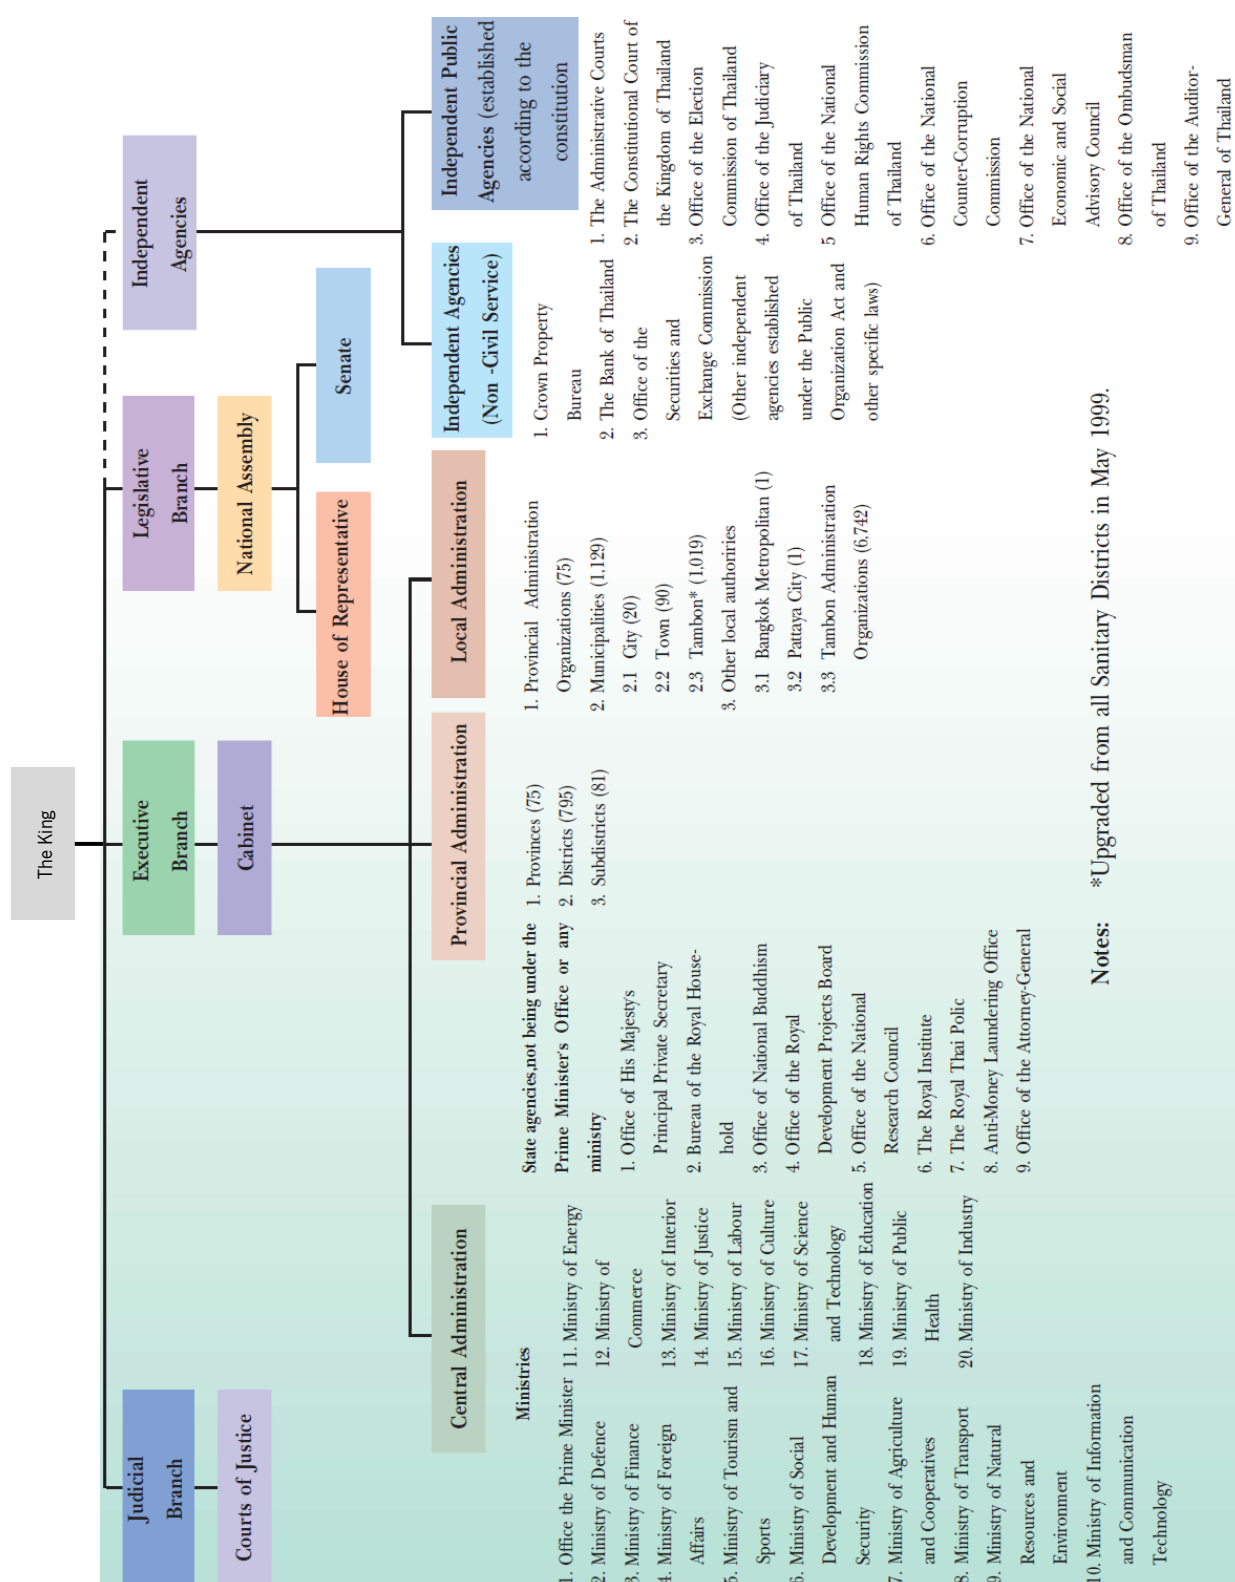 The King
Judicial
Branch
Executive
Branch
Legislative
Branch
Independent
Agencies
Courts of Justice
Cabinet
National Assembly
House of Representative
Senate
Central Administration
Ministries
1. Office the Prime Minister
2. Ministry of Defence
3. Ministry of Finance
4. Ministry of Foreign
Affairs
5. Ministry of Tourism and
Sports
6. Ministry of Social
Development and Human
Security
7. Ministry of Agriculture
and Cooperatives
8. Ministry of Transport
9. Ministry of Natural
Resources and
Environment
10. Ministry of Information
and Communication
Technology
11. Ministry of Energy
12. Ministry of
Commerce
13. Ministry of Interior
14. Ministry of Justice
15. Ministry of Labour
16. Ministry of Culture
17. Ministry of Science
and Technology
18. Ministry of Education
19. Ministry of Public
Health
20. Ministry of Industry
State agencies,not being under the
Prime Minister's Office or any
ministry
1. Office of His Majesty's
Principal Private Secretary
2. Bureau of the Royal House-
hold
3. Office of National Buddhism
4. Office of the Royal
Development Projects Board
5. Office of the National
Research Council
6. The Royal Institute
7. The Royal Thai Polic
8. Anti-Money Laundering Office
9. Office of the Attorney-General
Provincial Administration
1. Provinces (75)
2. Districts (795)
3. Subdistricts (81)
Local Administration
1. Provincial Administration
Organizations (75)
2. Municipalities (1.129)
2.1 City (20)
2.2 Town (90)
2.3 Tambon* (1.019)
3. Other local authoriries
3.1 Bangkok Metropolitan (1)
3.2 Pattaya City (1)
3.3 Tambon Administration
Organizations (6.742)
Independent Agencies
(Non -Civil Service)
1. Crown Property
Bureau
2. The Bank of Thailand
3. Office of the
Securities and
Exchange Commission
(Other independent
agencies established
under the Public
Organization Act and
other specific laws)
Independent Public
Agencies (established
according to the
constitution
1. The Administrative Courts
2. The Constitutional Court of
the Kingdom of Thailand
3. Office of the Election
Commission of Thailand
4. Office of the Judiciary
of Thailand
5 Office of the National
Human Rights Commission
of Thailand
6. Office of the National
Counter-Corruption
Commission
7. Office of the National
Economic and Social
Advisory Council
8. Office of the Ombudsman
of Thailand
9. Office of the Auditor-
General of Thailand
Notes: *Upgraded from all Sanitary Districts in May 1999.